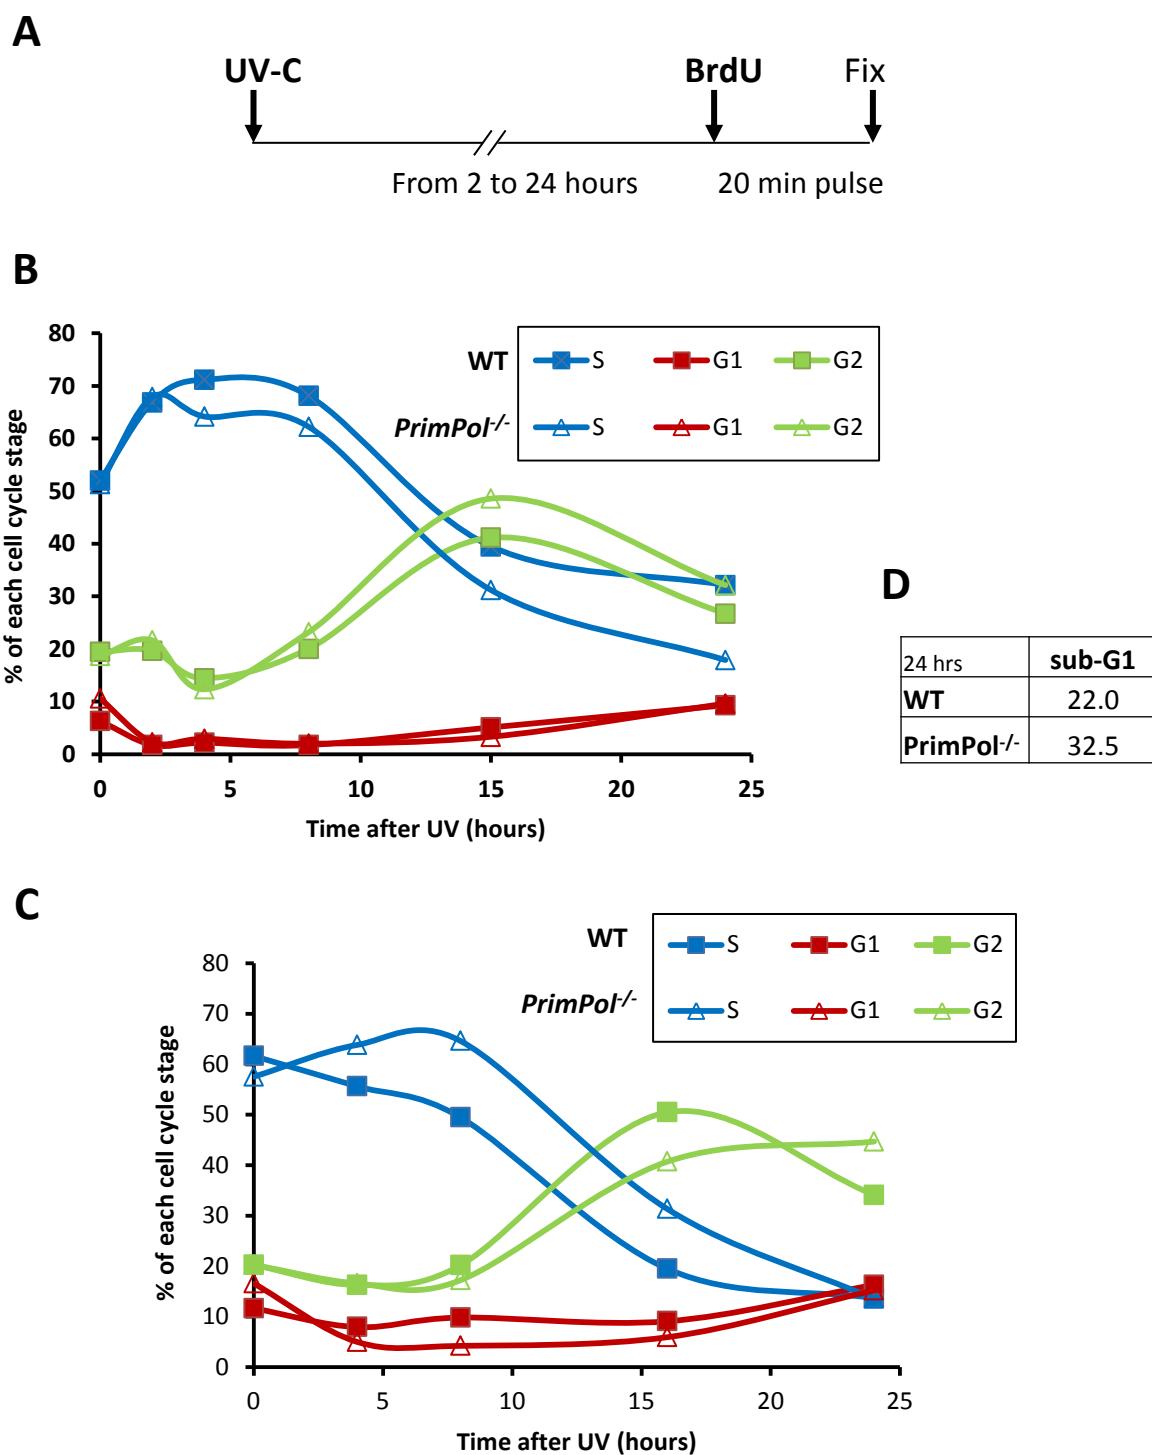 A
UV-C BrdU Fix
From 2 to 24 hours 20 min pulse
B
80
70
60
50
40
30
20
10
0
% of each cell cycle stage
WT S G1 G2
PrimPol-/- S G1 G2
0 5 10 15 20 25
Time after UV (hours)
D
24 hrs sub-G1
WT 22.0
PrimPol-/- 32.5
C
WT S G1 G2
PrimPol-/- S G1 G2
80
70
60
50
40
30
20
10
0
% of each cell cycle stage
0 5 10 15 20 25
Time after UV (hours)